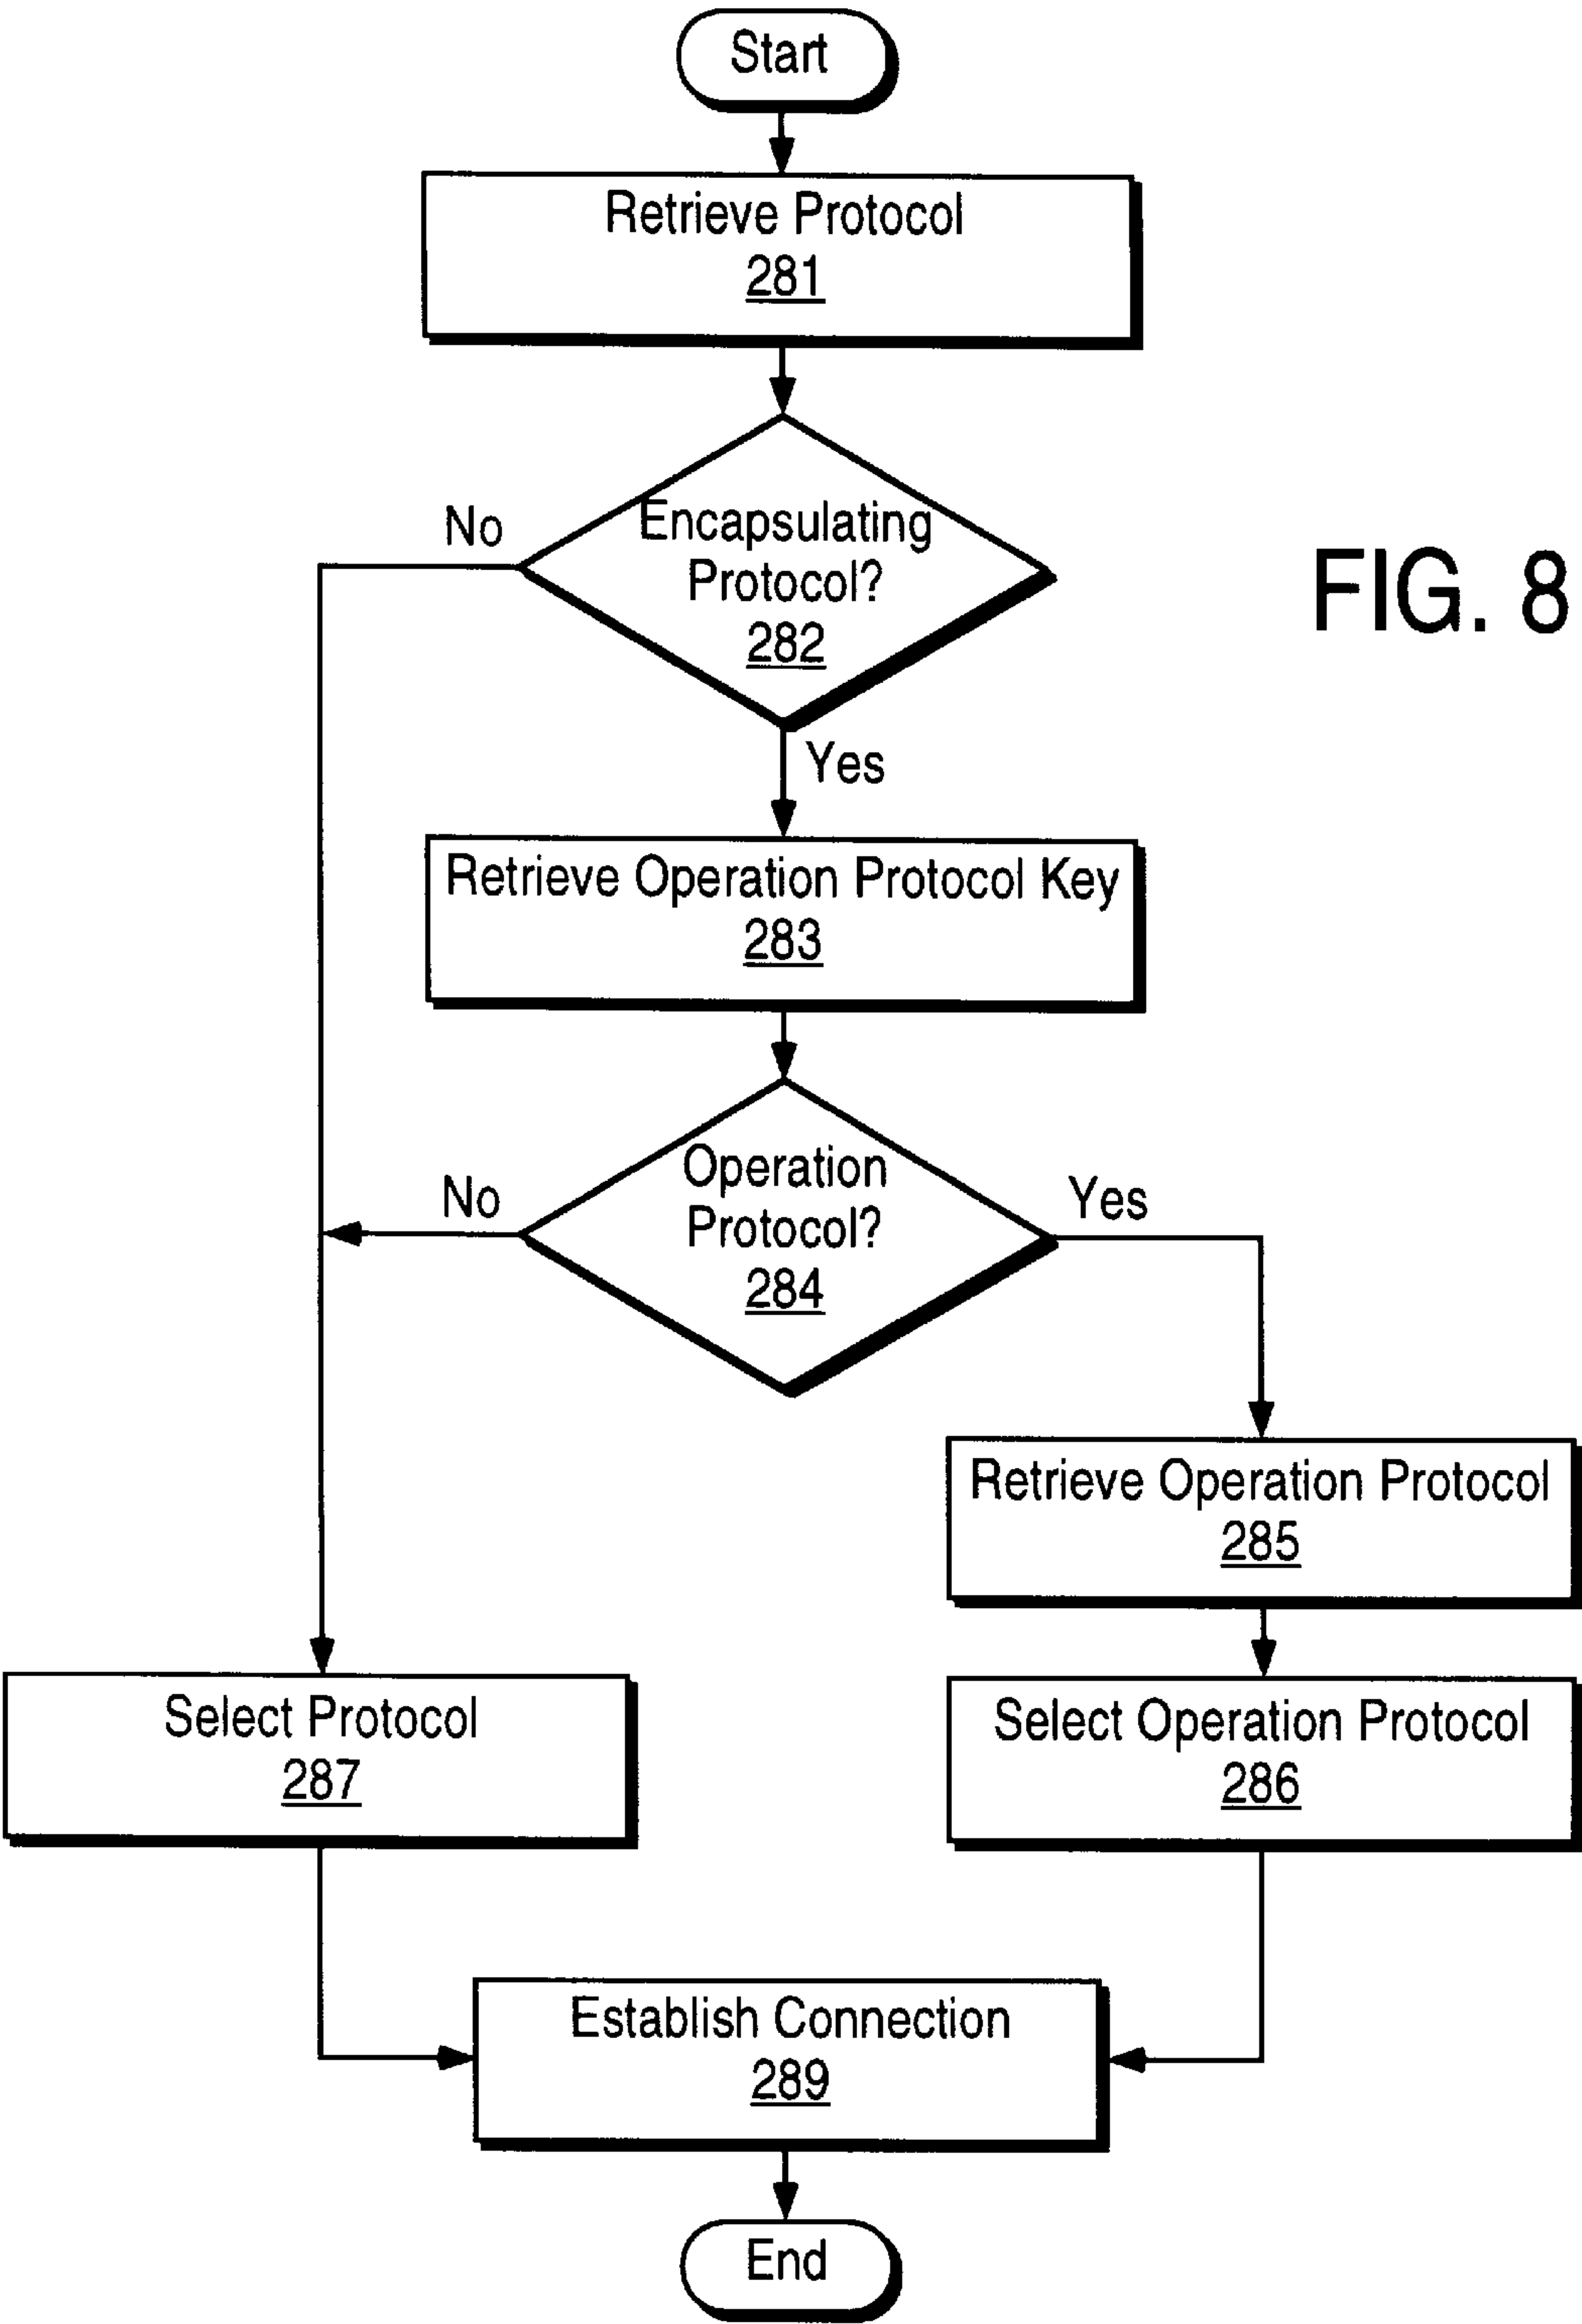 Start
Retrieve Protocol
281
Encapsulating
Protocol?
282
No
Yes
FIG. 8
Retrieve Operation Protocol Key
283
Operation
Protocol?
284
No
Yes
Retrieve Operation Protocol
285
Select Protocol
287
Select Operation Protocol
286
Establish Connection
289
End